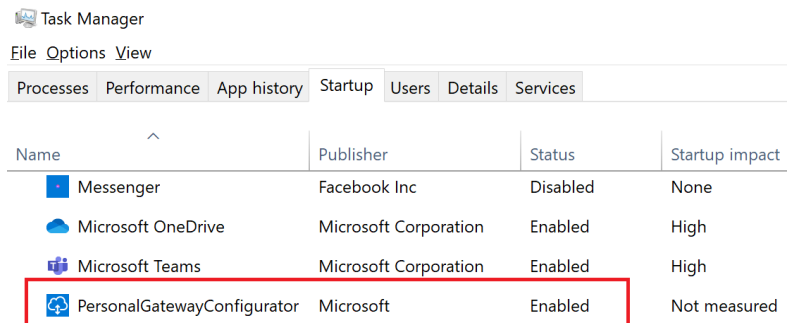 Task Manager
File Options View
Processes Performance App history Startup Users Details Services
Name Publisher Status Startup impact
Messenger Facebook Inc Disabled None
Microsoft OneDrive Microsoft Corporation Enabled High
Microsoft Teams Microsoft Corporation Enabled High
PersonalGatewayConfigurator Microsoft Enabled Not measured